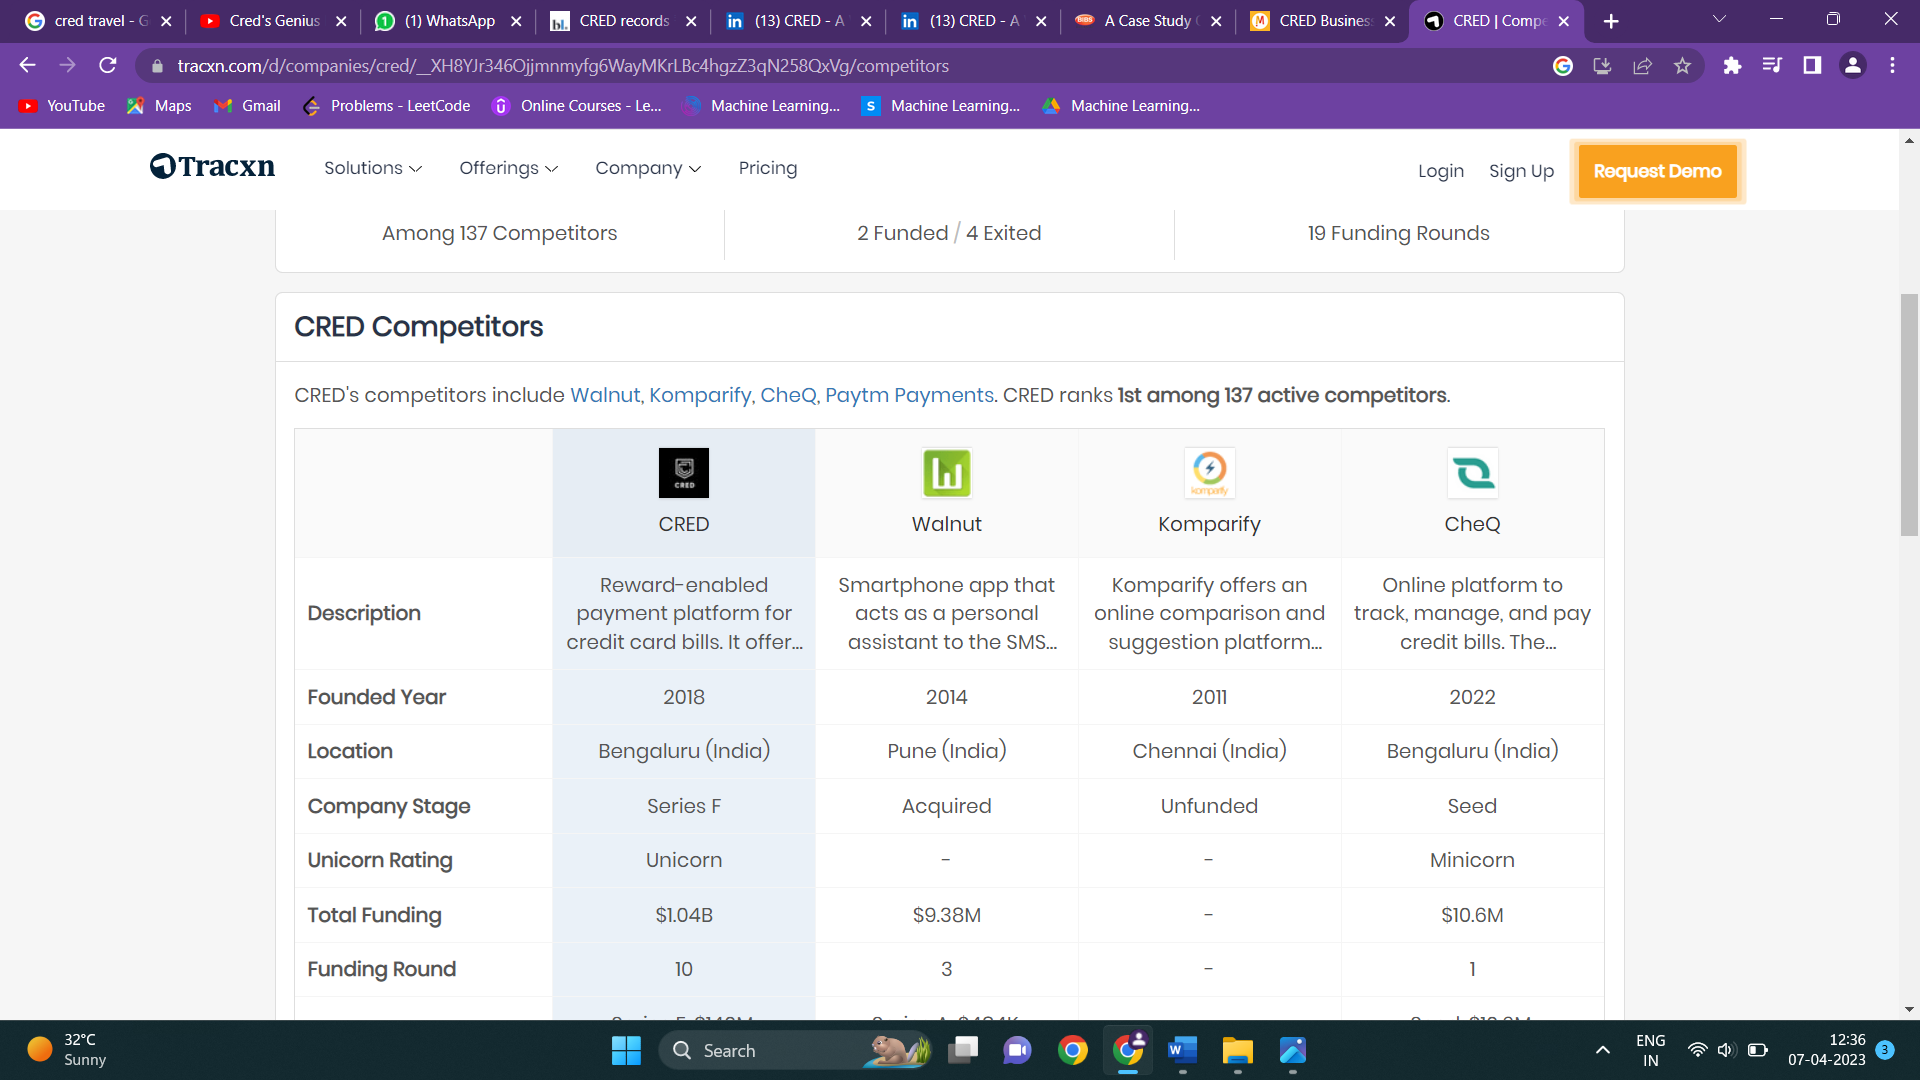 cred travel - G
Cred's Genius
(1) WhatsApp
CRED records
(13) CRED - A
(13) CRED - A
A Case Study
CRED Busines
CRED | Compe
tracxn.com/d/companies/cred/__XH8YJr346Ojjmnmyfg6WayMKrLBc4hgzZ3qN258QxVg/competitors
YouTube
Maps
Gmail
Problems - LeetCode
Online Courses - Le...
Machine Learning...
Machine Learning...
Machine Learning...
Tracxn
Solutions
Offerings
Company
Pricing
Login
Sign Up
Request Demo
Among 137 Competitors
2 Funded / 4 Exited
19 Funding Rounds
CRED Competitors
CRED's competitors include Walnut, Komparify, CheQ, Paytm Payments. CRED ranks 1st among 137 active competitors.
CRED
komparify
CRED
Walnut
Komparify
CheQ
Description
Reward-enabled
payment platform for
credit card bills. It offer...
Smartphone app that
acts as a personal
assistant to the SMS...
Komparify offers an
online comparison and
suggestion platform...
Online platform to
track, manage, and pay
credit bills. The...
Founded Year
2018
2014
2011
2022
Location
Bengaluru (India)
Pune (India)
Chennai (India)
Bengaluru (India)
Company Stage
Series F
Acquired
Unfunded
Seed
Unicorn Rating
Unicorn
-
-
Minicorn
Total Funding
$1.04B
$9.38M
-
$10.6M
Funding Round
10
3
-
1
32°C
Sunny
Search
ENG
IN
12:36
07-04-2023
3